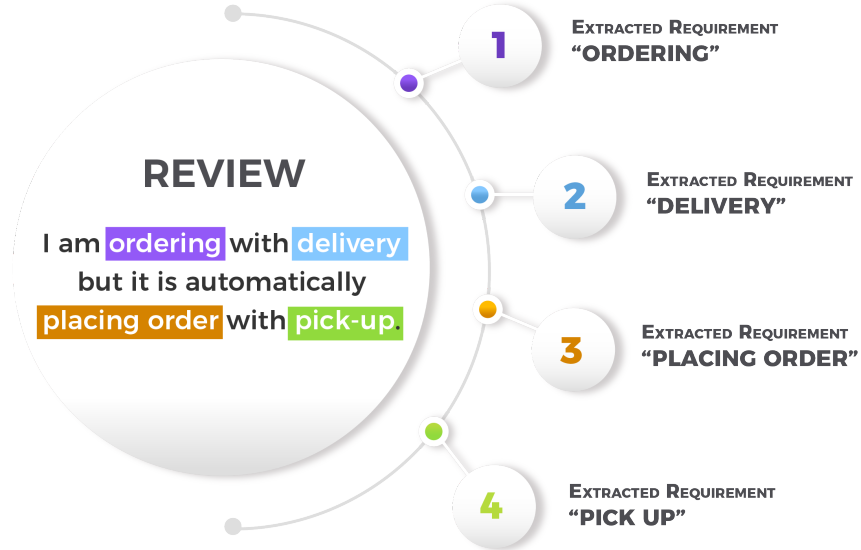 REVIEW
I am ordering with delivery
but it is automatically
placing order with pick-up.
1
EXTRACTED REQUIREMENT
“ORDERING”
2
EXTRACTED REQUIREMENT
“DELIVERY”
3
EXTRACTED REQUIREMENT
“PLACING ORDER”
4
EXTRACTED REQUIREMENT
“PICK UP”